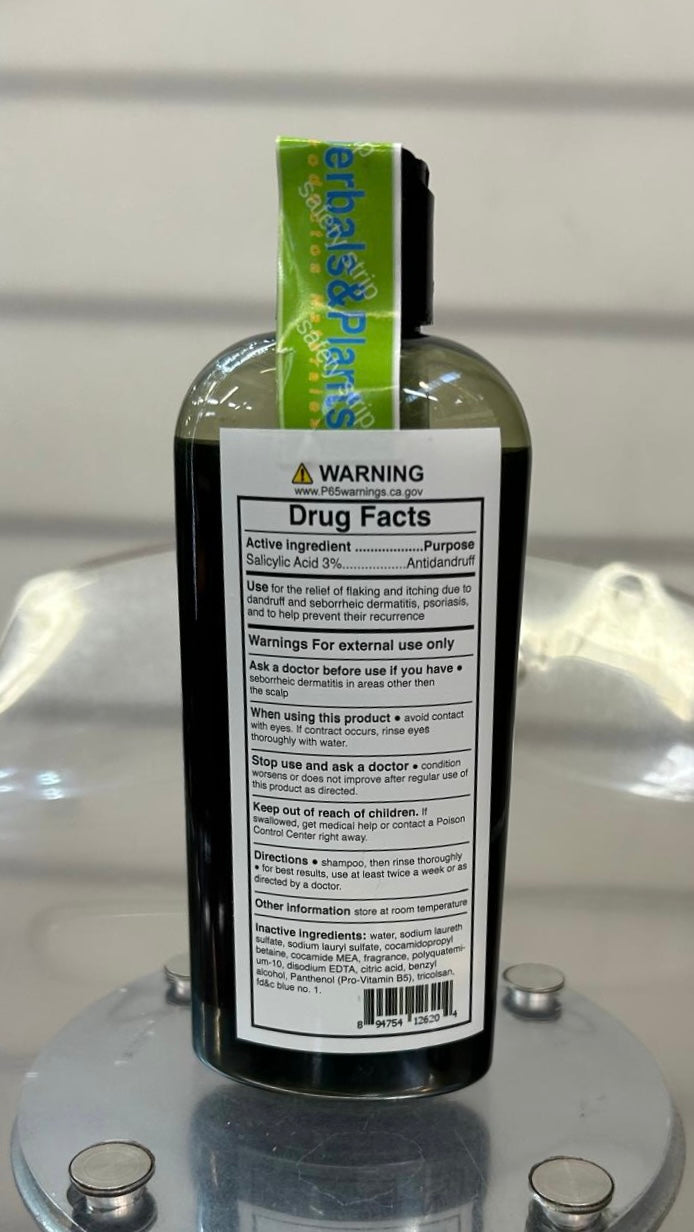 erbals&Plants
safety strip
safety strip
WARNING
www.P65warnings.ca.gov
Drug Facts
Active ingredient ...................Purpose
Salicylic Acid 3%................Antidandruff
Use for the relief of flaking and itching due to
dandruff and seborrheic dermatitis, psoriasis,
and to help prevent their recurrence
Warnings For external use only
Ask a doctor before use if you have •
seborrheic dermatitis in areas other then
the scalp
When using this product • avoid contact
with eyes. If contract occurs, rinse eyes
thoroughly with water.
Stop use and ask a doctor • condition
worsens or does not improve after regular use of
this product as directed.
Keep out of reach of children. If
swallowed, get medical help or contact a Poison
Control Center right away.
Directions • shampoo, then rinse thoroughly
• for best results, use at least twice a week or as
directed by a doctor.
Other information store at room temperature
Inactive ingredients: water, sodium laureth
sulfate, sodium lauryl sulfate, cocamidopropyl
betaine, cocamide MEA, fragrance, polyquatemi-
um-10, disodium EDTA, citric acid, benzyl
alcohol, Panthenol (Pro-Vitamin B5), tricolsan,
fd&c blue no. 1.
8 94754 12620 4